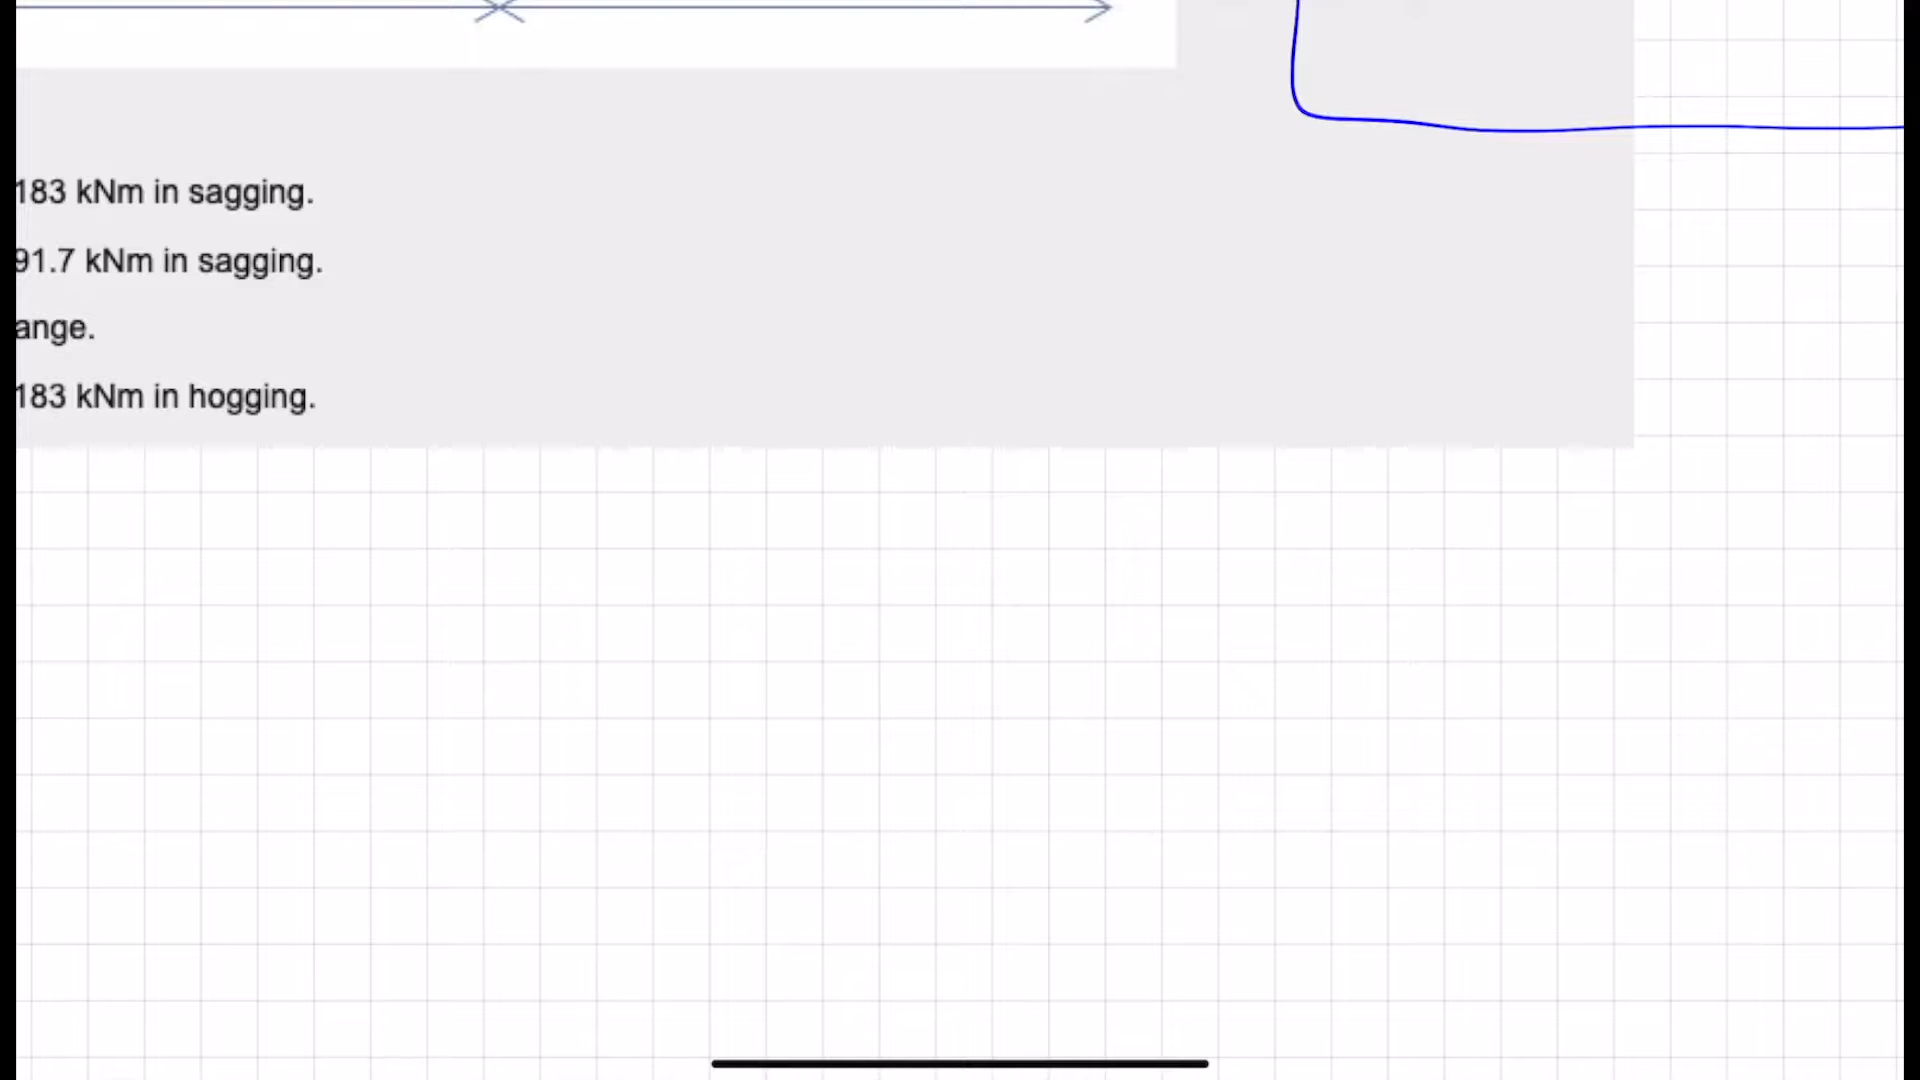 183 kNm in sagging.
91.7 kNm in sagging.
ange.
183 kNm in hogging.